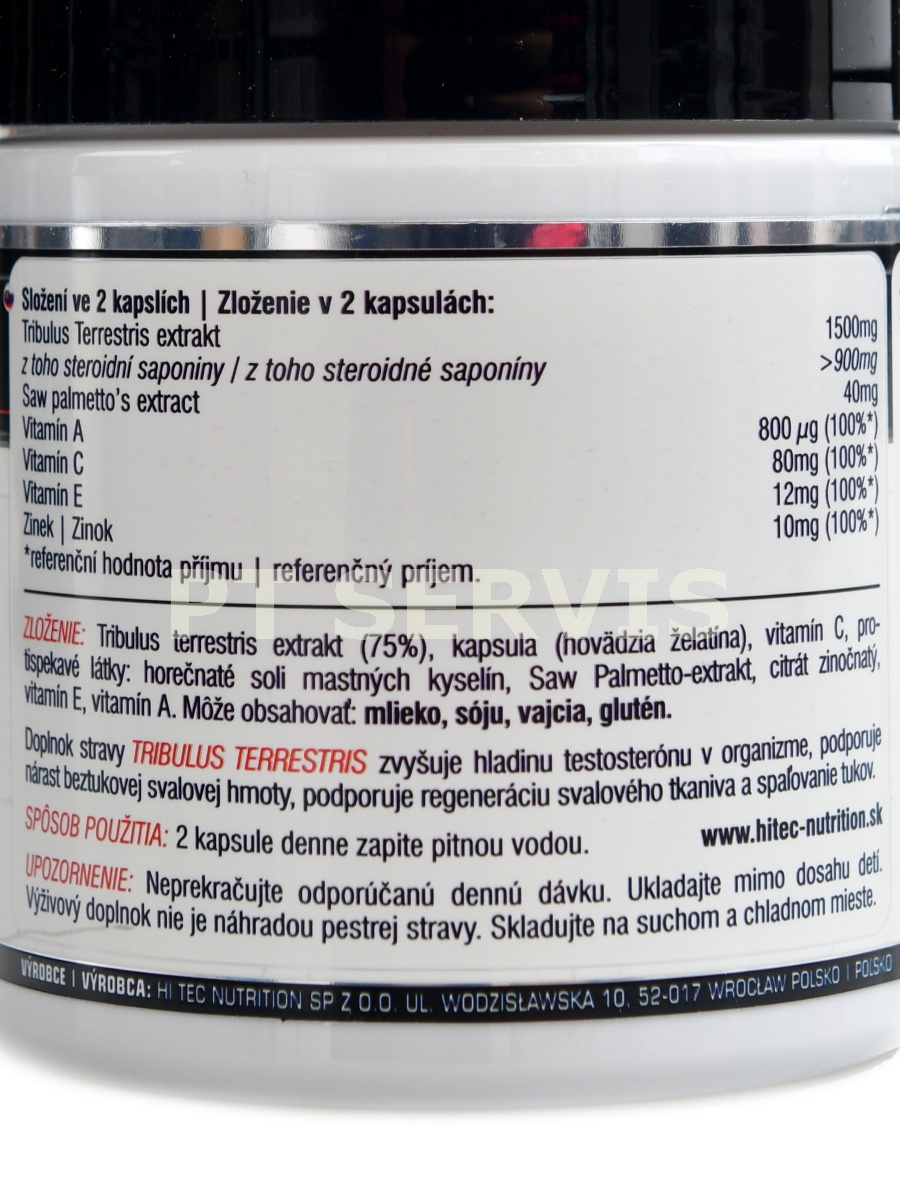 Složení ve 2 kapslích | Zloženie v 2 kapsulách:
Tribulus Terrestris extrakt 1500mg
z toho steroidní saponiny / z toho steroidné saponíny >900mg
Saw palmetto's extract 40mg
Vitamín A 800 µg (100%*)
Vitamín C 80mg (100%*)
Vitamín E 12mg (100%*)
Zinek | Zinok 10mg (100%*)
*referenční hodnota příjmu | referenčný príjem.
PT SERVIS
ZLOŽENIE: Tribulus terrestris extrakt (75%), kapsula (hovädzia želatína), vitamín C, pro-
tispekavé látky: horečnaté soli mastných kyselín, Saw Palmetto-extrakt, citrát zinočnatý,
vitamín E, vitamín A. Môže obsahovať: mlieko, sóju, vajcia, glutén.
Doplnok stravy TRIBULUS TERRESTRIS zvyšuje hladinu testosterónu v organizme, podporuje
nárast beztukovej svalovej hmoty, podporuje regeneráciu svalového tkaniva a spaľovanie tukov.
SPÔSOB POUŽITIA: 2 kapsule denne zapite pitnou vodou. www.hitec-nutrition.sk
UPOZORNENIE: Neprekračujte odporúčanú dennú dávku. Ukladajte mimo dosahu detí.
Výživový doplnok nie je náhradou pestrej stravy. Skladujte na suchom a chladnom mieste.
VÝROBCE | VÝROBCA: HI TEC NUTRITION SP Z O.O. UL. WODZISŁAWSKA 10, 52-017 WROCŁAW POLSKO | POĽSKO